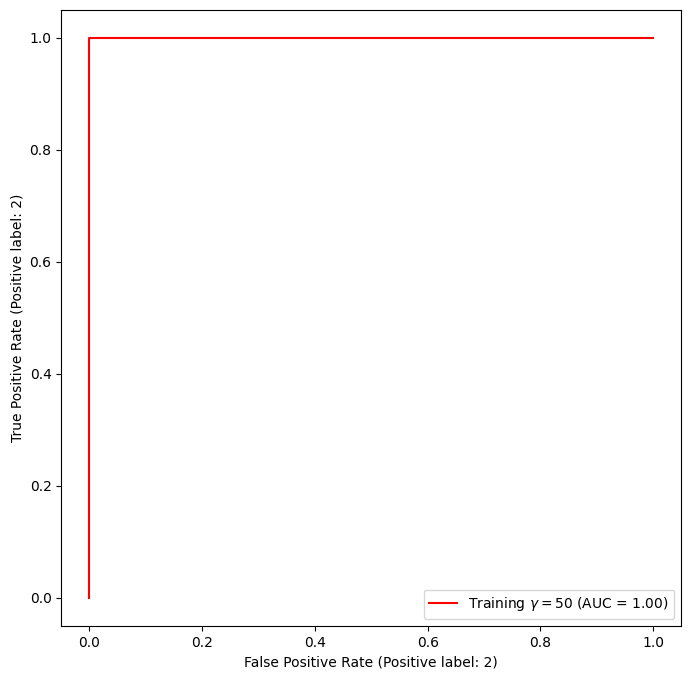 1.0
0.8
0.6
0.4
0.2
0.0
True Positive Rate (Positive label: 2)
0.0 0.2 0.4 0.6 0.8 1.0
False Positive Rate (Positive label: 2)
Training γ = 50 (AUC = 1.00)